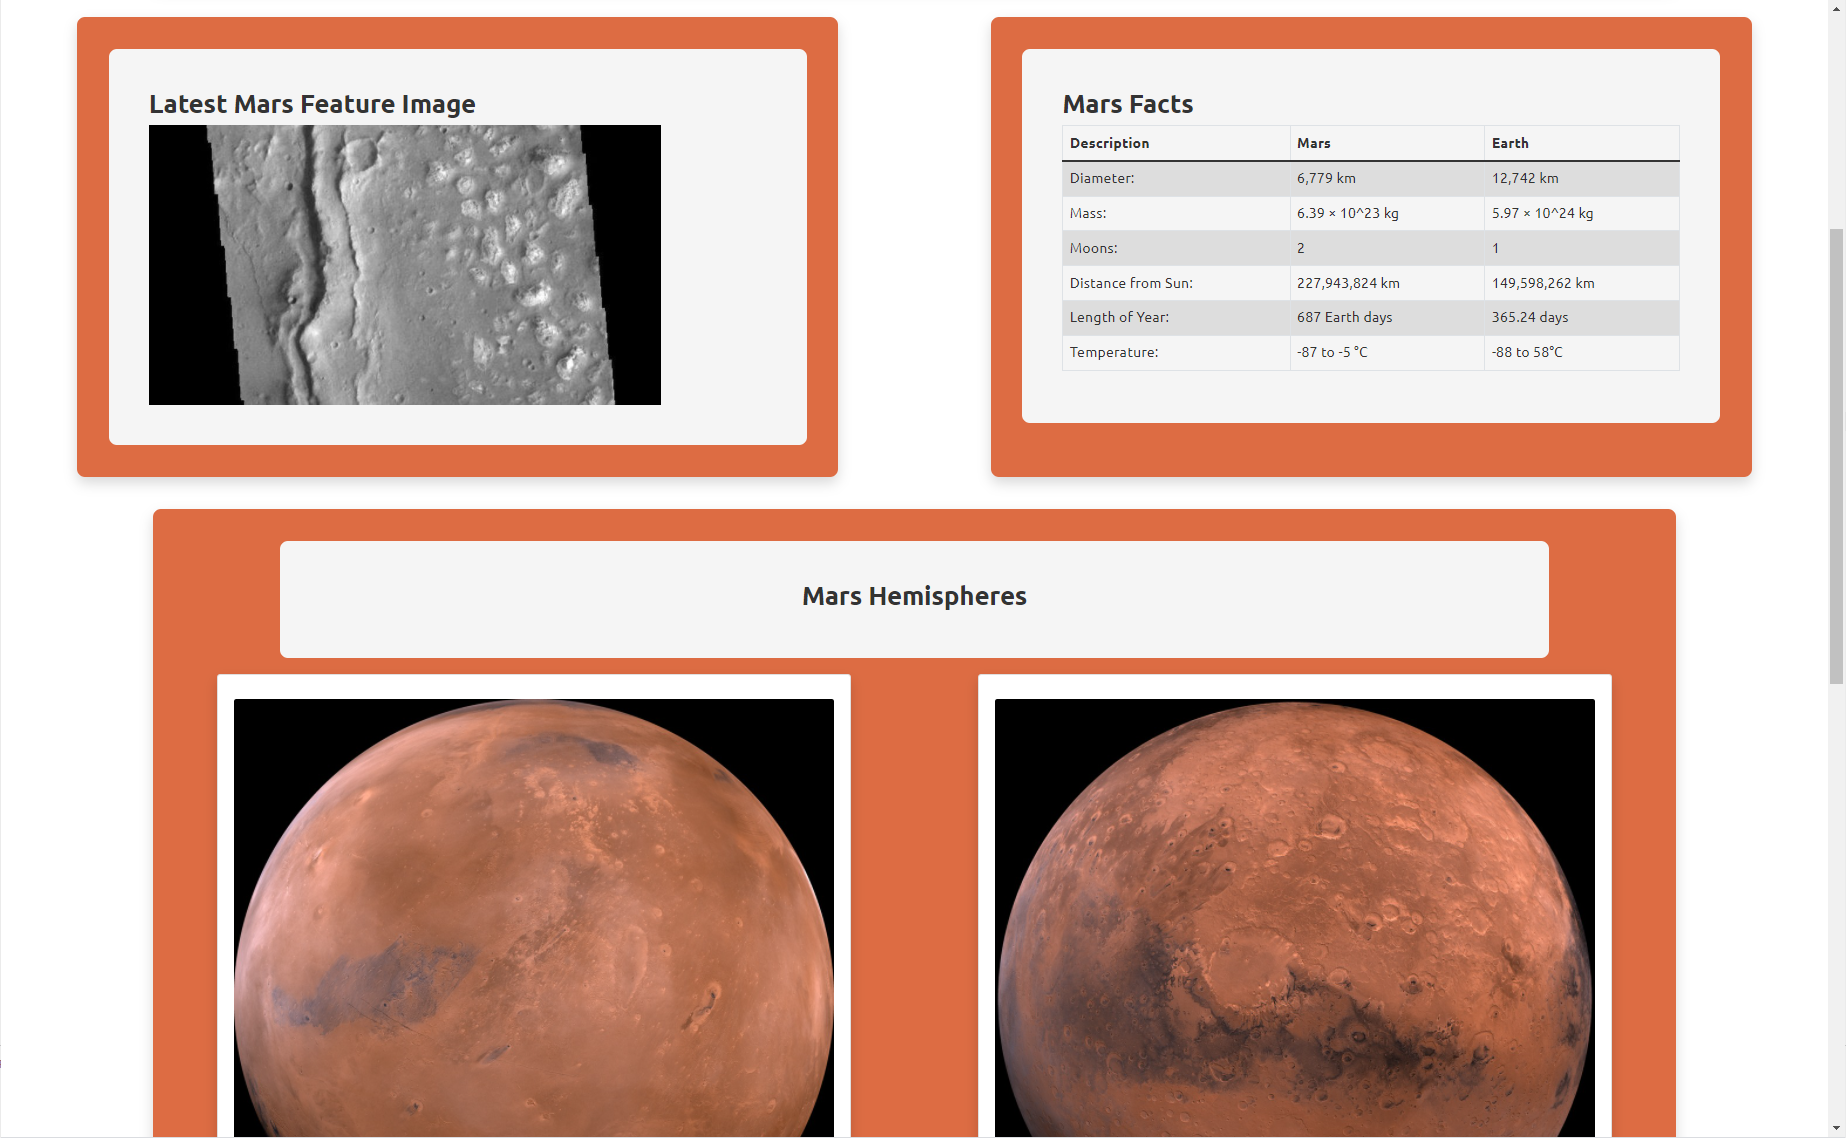 Latest Mars Feature Image
Mars Facts
Description Mars Earth
Diameter: 6,779 km 12,742 km
Mass: 6.39 × 10^23 kg 5.97 × 10^24 kg
Moons: 2 1
Distance from Sun: 227,943,824 km 149,598,262 km
Length of Year: 687 Earth days 365.24 days
Temperature: -87 to -5 °C -88 to 58°C
Mars Hemispheres